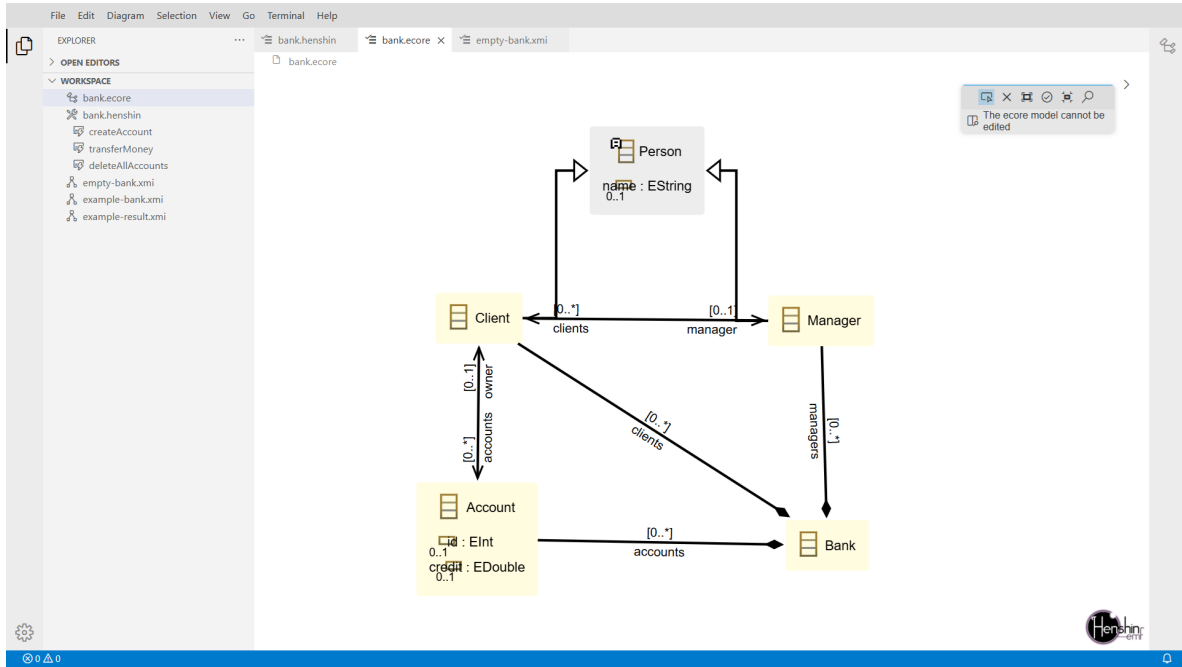 File Edit Diagram Selection View Go Terminal Help
EXPLORER ...
OPEN EDITORS
WORKSPACE
bank.ecore
bank.henshin
createAccount
transferMoney
deleteAllAccounts
empty-bank.xmi
example-bank.xmi
example-result.xmi
bank.henshin bank.ecore empty-bank.xmi
bank.ecore
The ecore model cannot be
edited
Person
name : EString
0..1
Client
[0..*]
clients
[0..1]
manager
Manager
[0..1]
owner
[0..*]
accounts
[0..*]
clients
[0..*]
managers
Account
id : EInt
0..1
credit : EDouble
0..1
[0..*]
accounts
Bank
Henshin
emf
0 0